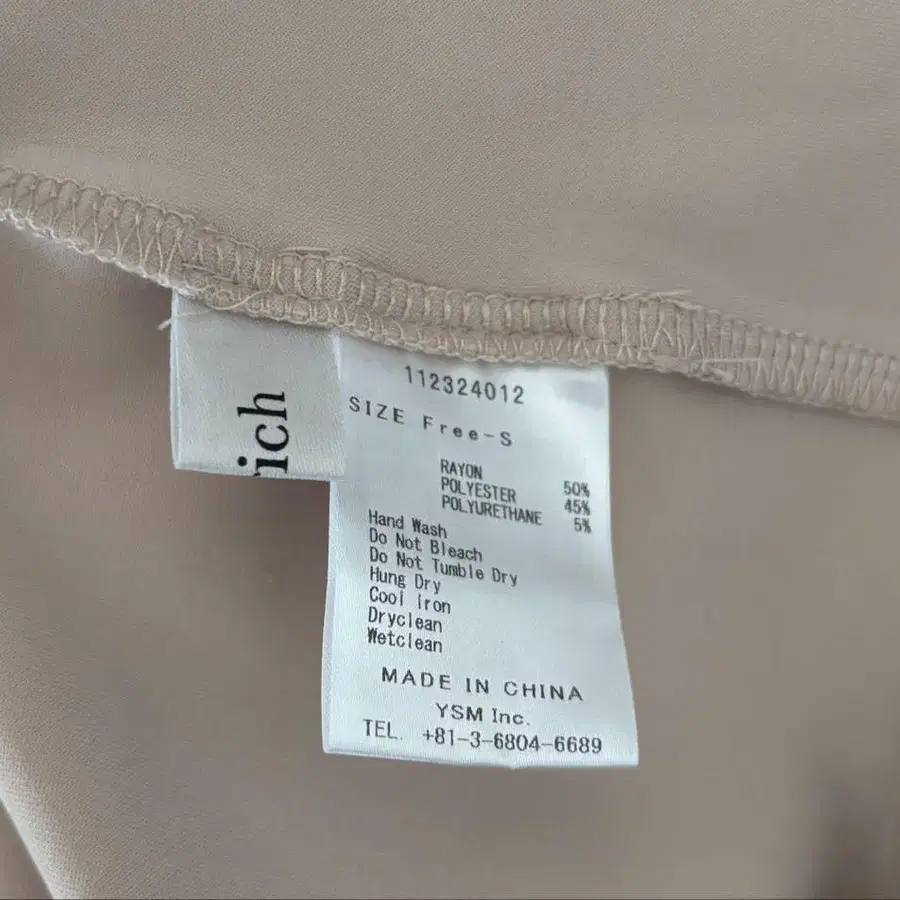 ich
112324012
SIZE Free-S
RAYON 50%
POLYESTER 45%
POLYURETHANE 5%
Hand Wash
Do Not Bleach
Do Not Tumble Dry
Hung Dry
Cool Iron
Dryclean
Wetclean
MADE IN CHINA
YSM Inc.
TEL. +81-3-6804-6689